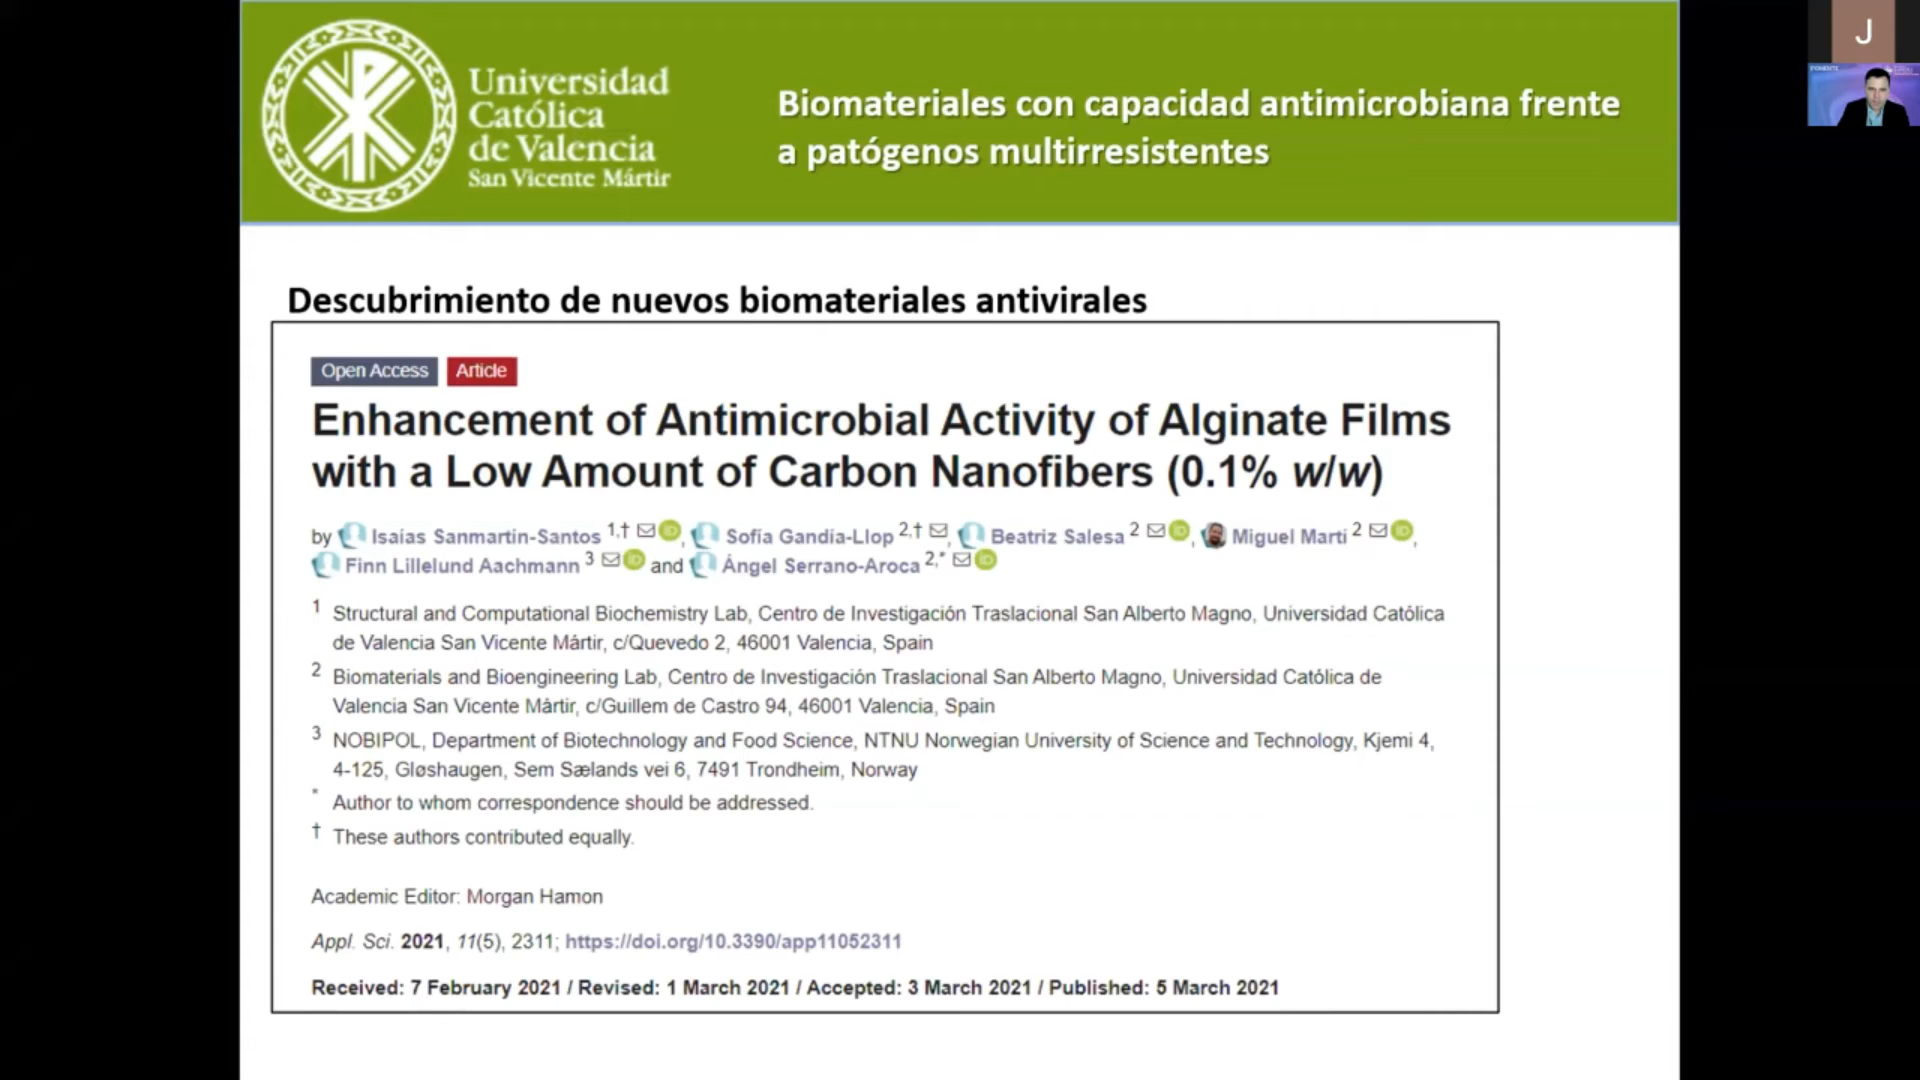 Universidad
Católica
de Valencia
San Vicente Mártir
Biomateriales con capacidad antimicrobiana frente
a patógenos multirresistentes
J
PONENTE
Descubrimiento de nuevos biomateriales antivirales
Open Access Article
Enhancement of Antimicrobial Activity of Alginate Films
with a Low Amount of Carbon Nanofibers (0.1% w/w)
by Isaías Sanmartín-Santos 1,† iD, Sofía Gandía-Llop 2,†, Beatriz Salesa 2 iD, Miguel Martí 2 iD,
Finn Lillelund Aachmann 3 iD and Ángel Serrano-Aroca 2,* iD
1 Structural and Computational Biochemistry Lab, Centro de Investigación Traslacional San Alberto Magno, Universidad Católica
de Valencia San Vicente Mártir, c/Quevedo 2, 46001 Valencia, Spain
2 Biomaterials and Bioengineering Lab, Centro de Investigación Traslacional San Alberto Magno, Universidad Católica de
Valencia San Vicente Mártir, c/Guillem de Castro 94, 46001 Valencia, Spain
3 NOBIPOL, Department of Biotechnology and Food Science, NTNU Norwegian University of Science and Technology, Kjemi 4,
4-125, Gløshaugen, Sem Sælands vei 6, 7491 Trondheim, Norway
* Author to whom correspondence should be addressed.
† These authors contributed equally.
Academic Editor: Morgan Hamon
Appl. Sci. 2021, 11(5), 2311; https://doi.org/10.3390/app11052311
Received: 7 February 2021 / Revised: 1 March 2021 / Accepted: 3 March 2021 / Published: 5 March 2021